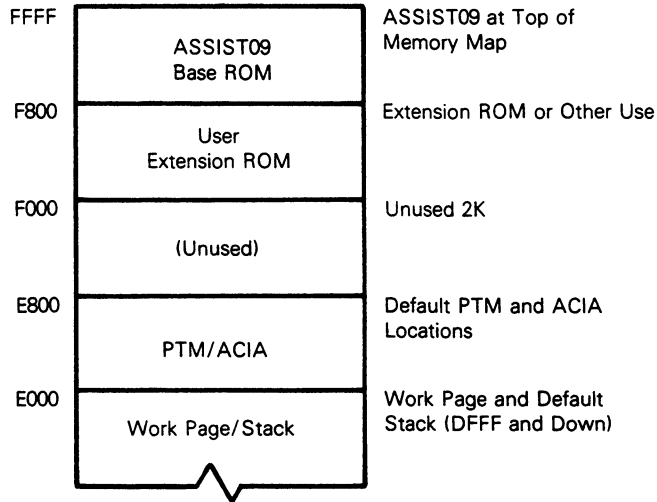 FFFF
ASSIST09
Base ROM
ASSIST09 at Top of
Memory Map
F800
User
Extension ROM
Extension ROM or Other Use
F000
(Unused)
Unused 2K
E800
PTM/ACIA
Default PTM and ACIA
Locations
E000
Work Page/Stack
Work Page and Default
Stack (DFFF and Down)